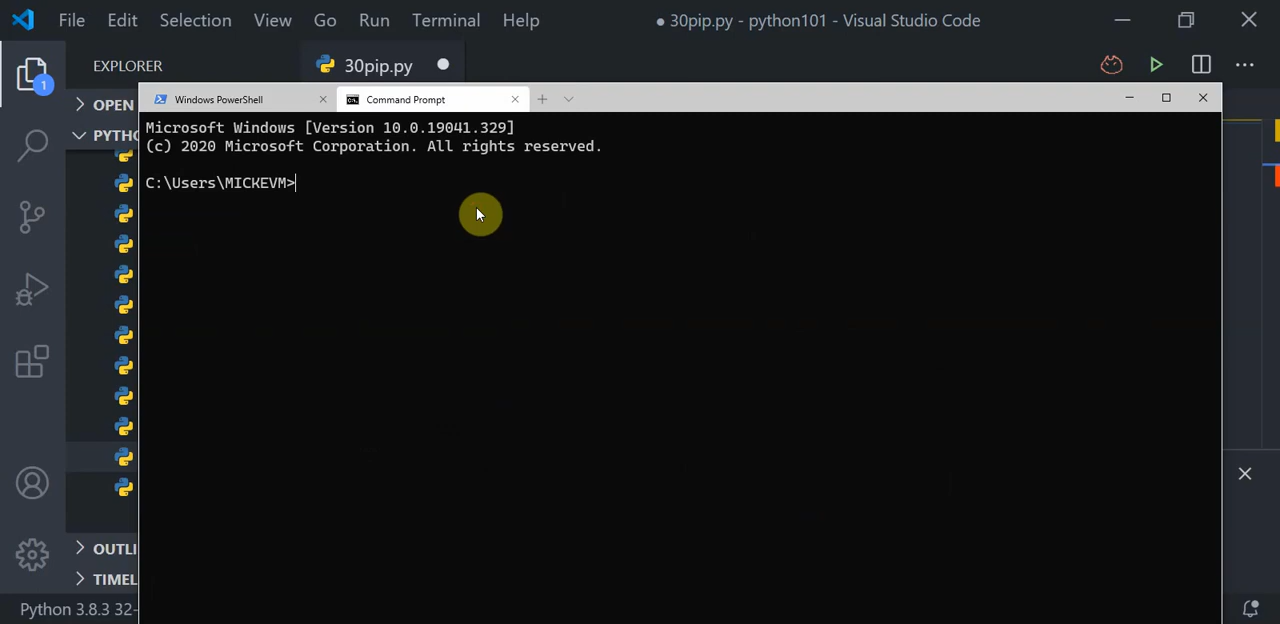 File Edit Selection View Go Run Terminal Help ● 30pip.py - python101 - Visual Studio Code
1 EXPLORER 30pip.py
OPEN
PYTHO
Windows PowerShell Command Prompt
Microsoft Windows [Version 10.0.19041.329]
(c) 2020 Microsoft Corporation. All rights reserved.
C:\Users\MICKEVM>
OUTLI
TIMEL
Python 3.8.3 32-